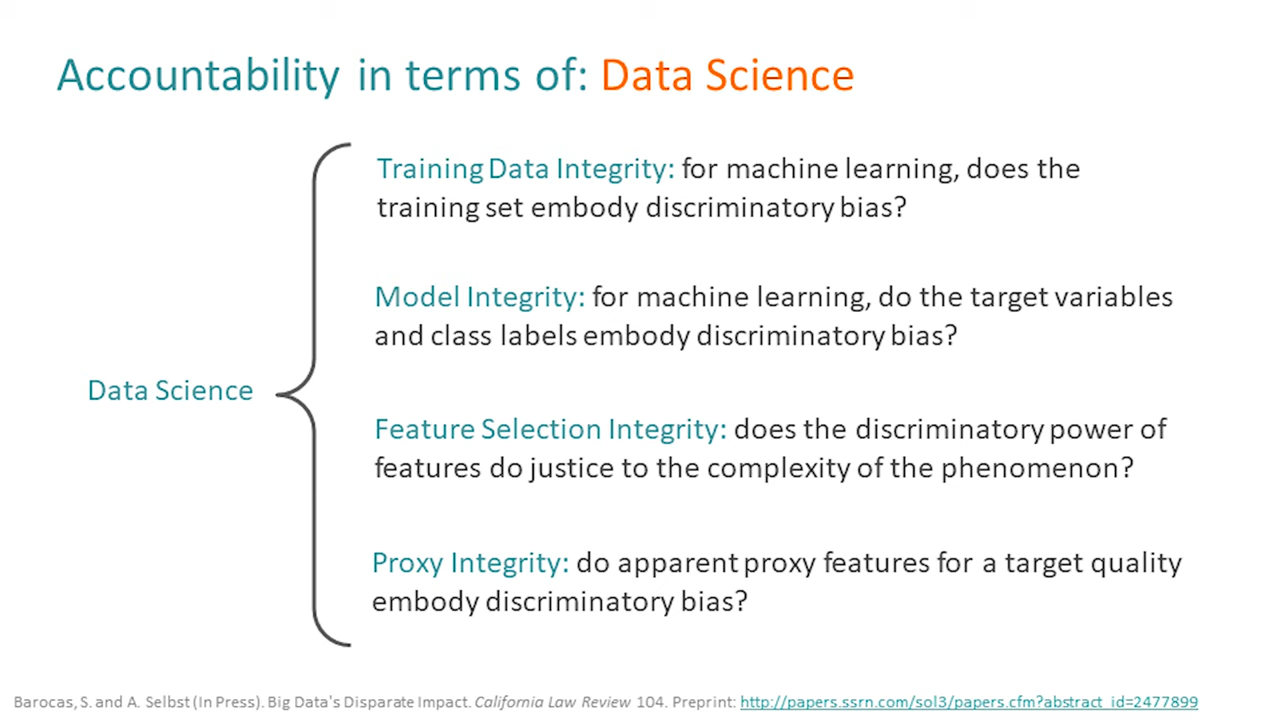 Accountability in terms of: Data Science
Training Data Integrity: for machine learning, does the
training set embody discriminatory bias?
Model Integrity: for machine learning, do the target variables
and class labels embody discriminatory bias?
Data Science
Feature Selection Integrity: does the discriminatory power of
features do justice to the complexity of the phenomenon?
Proxy Integrity: do apparent proxy features for a target quality
embody discriminatory bias?
Barocas, S. and A. Selbst (In Press). Big Data's Disparate Impact. California Law Review 104. Preprint: http://papers.ssrn.com/sol3/papers.cfm?abstract_id=2477899